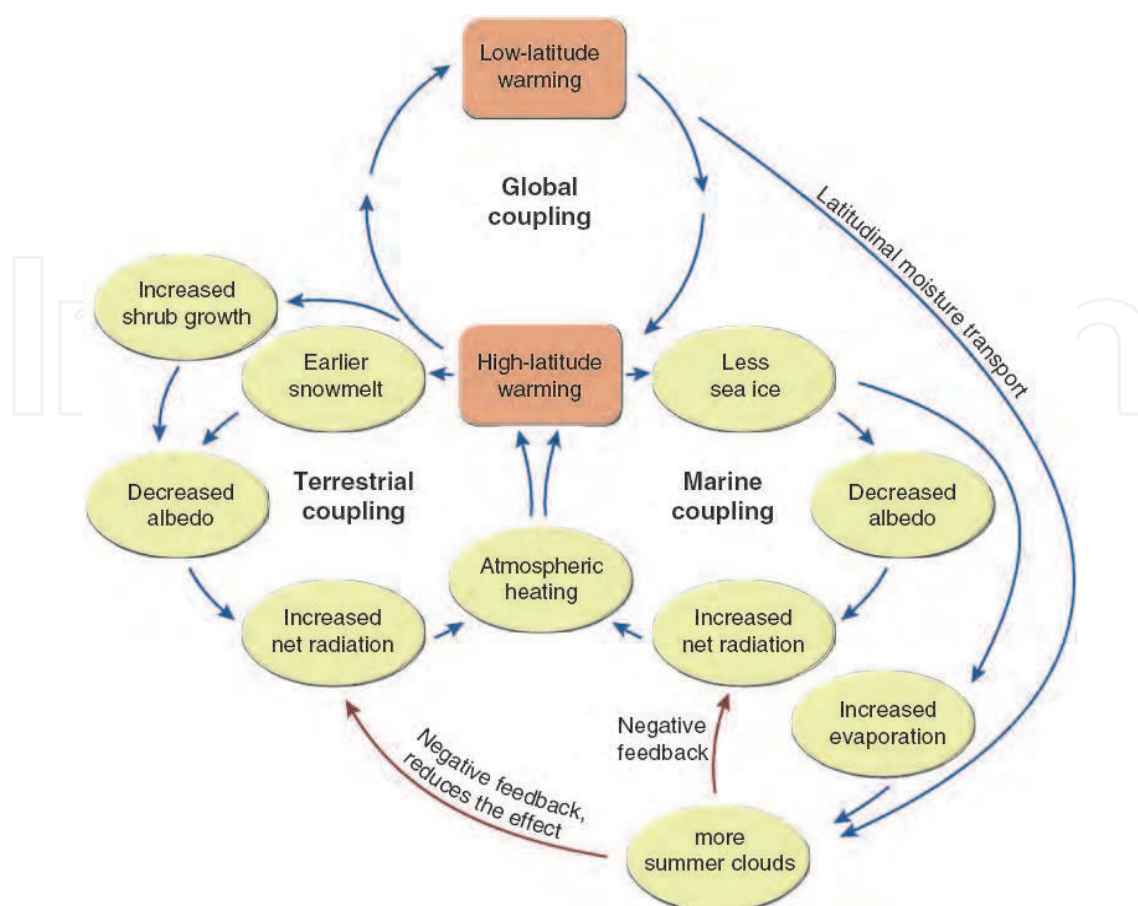 Low-latitude
warming
Global
coupling
Latitudinal moisture transport
Increased
shrub growth
Earlier
snowmelt
High-latitude
warming
Less
sea ice
Decreased
albedo
Terrestrial
coupling
Marine
coupling
Decreased
albedo
Atmospheric
heating
Increased
net radiation
Increased
net radiation
Increased
evaporation
Negative
feedback
Negative feedback,
reduces the effect
more
summer clouds